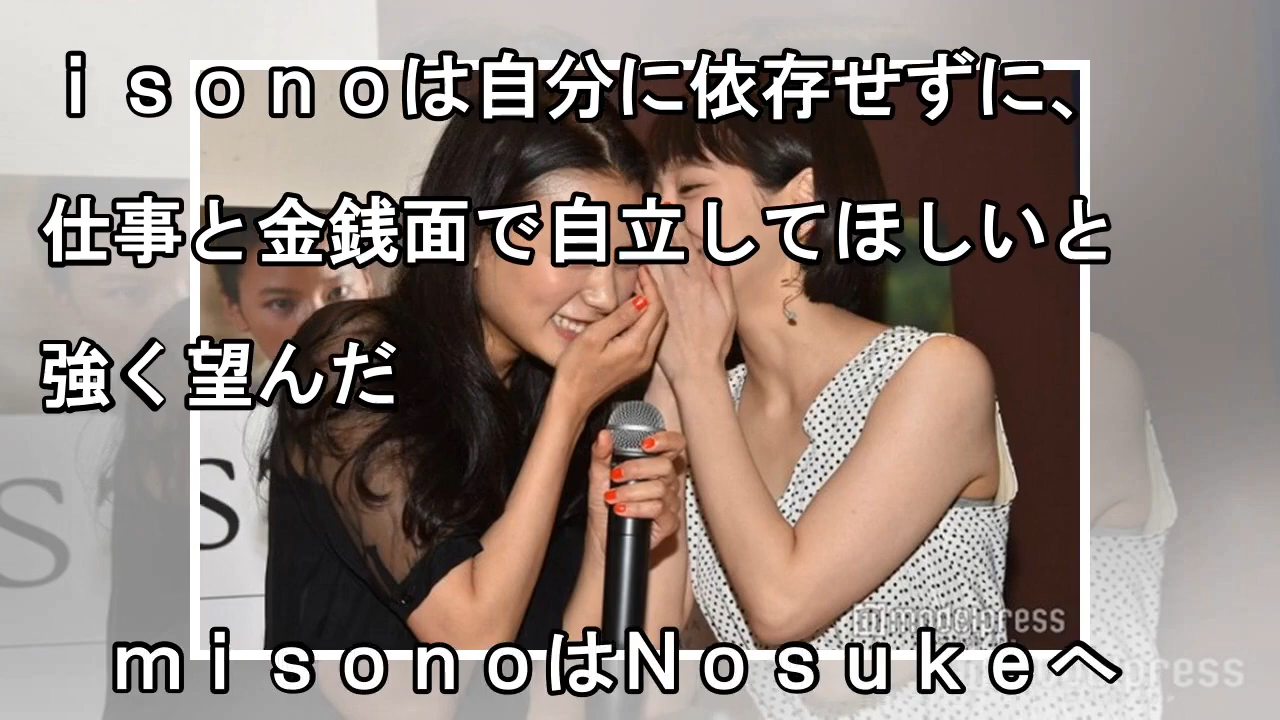 ｉｓｏｎｏは自分に依存せずに、
仕事と金銭面で自立してほしいと
強く望んだ
S
S
modelpress
ｍｉｓｏｎｏはＮｏｓｕｋｅへ
press